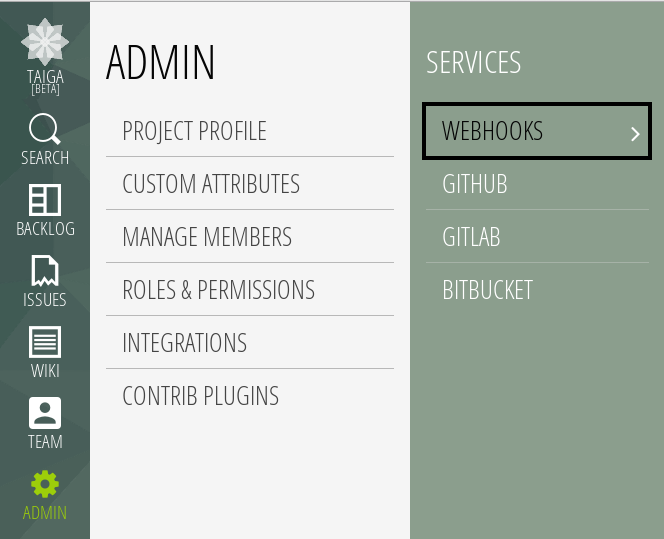 TAIGA
[BETA]
SEARCH
BACKLOG
ISSUES
WIKI
TEAM
ADMIN
ADMIN
PROJECT PROFILE
CUSTOM ATTRIBUTES
MANAGE MEMBERS
ROLES & PERMISSIONS
INTEGRATIONS
CONTRIB PLUGINS
SERVICES
WEBHOOKS
GITHUB
GITLAB
BITBUCKET